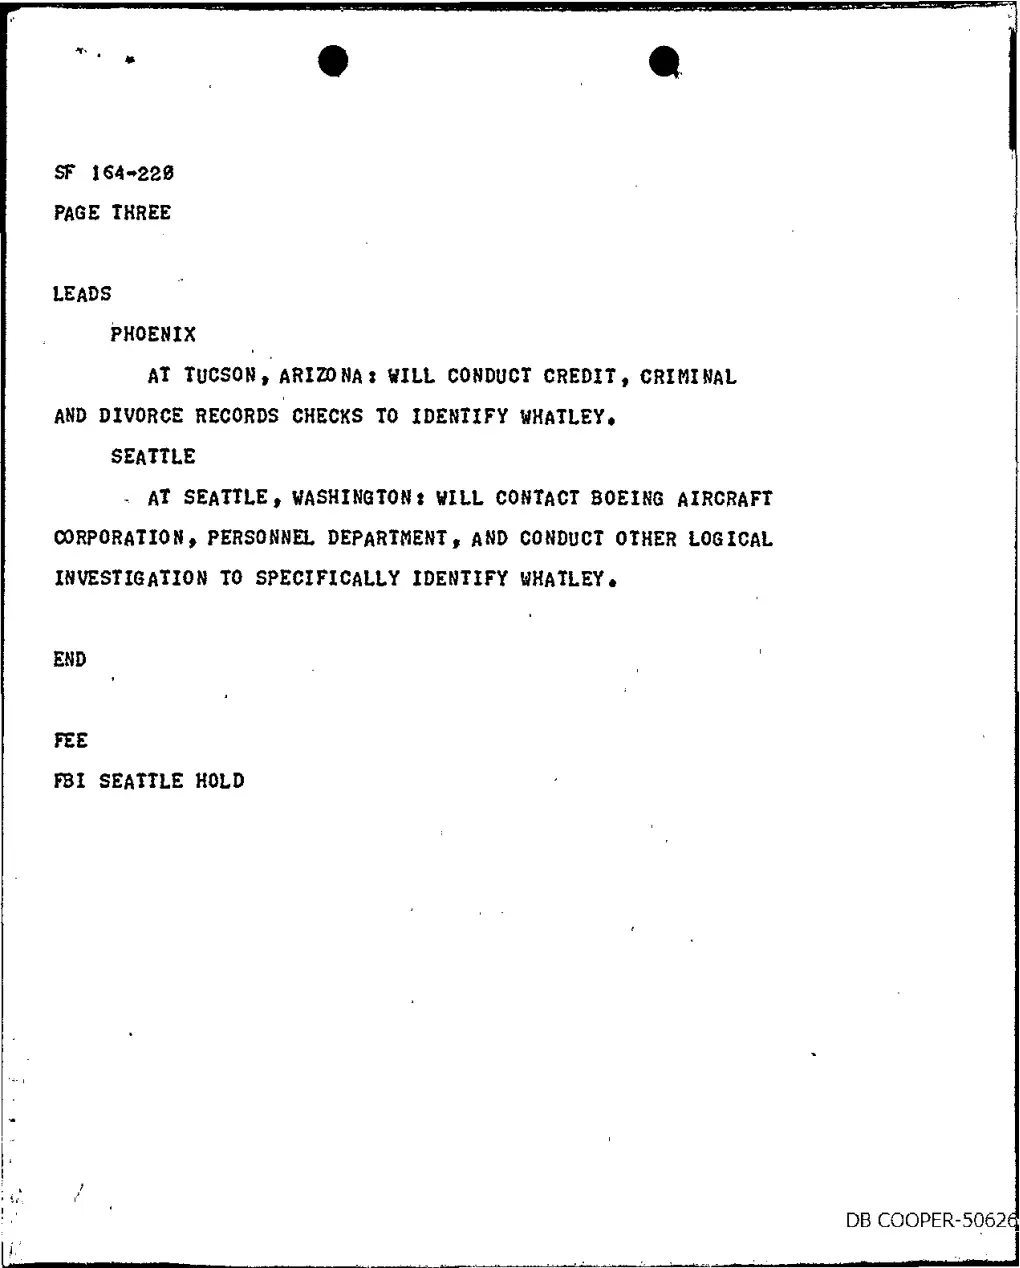 SF 164-220
PAGE THREE
LEADS
PHOENIX
AT TUCSON, ARIZONA: WILL CONDUCT CREDIT, CRIMINAL
AND DIVORCE RECORDS CHECKS TO IDENTIFY WHATLEY.
SEATTLE
AT SEATTLE, WASHINGTON: WILL CONTACT BOEING AIRCRAFT
CORPORATION, PERSONNEL DEPARTMENT, AND CONDUCT OTHER LOGICAL
INVESTIGATION TO SPECIFICALLY IDENTIFY WHATLEY.
END
FEE
FBI SEATTLE HOLD
DB COOPER-50626